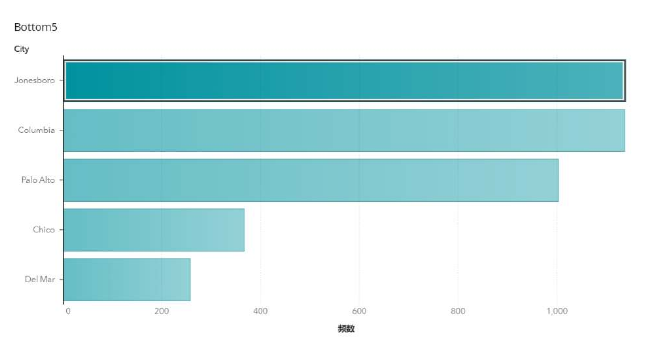 Bottom5
City
Jonesboro
Columbia
Palo Alto
Chico
Del Mar
0 200 400 600 800 1,000
频数